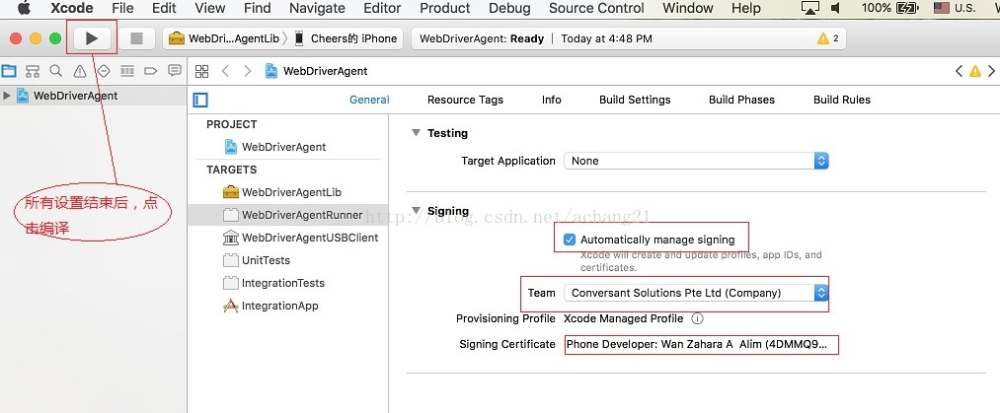 Xcode File Edit View Find Navigate Editor Product Debug Source Control Window Help 100% U.S. W
WebDri...AgentLib 〉 Cheers的 iPhone
WebDriverAgent: Ready | Today at 4:48 PM
2
WebDriverAgent
WebDriverAgent
General Resource Tags Info Build Settings Build Phases Build Rules
PROJECT
WebDriverAgent
TARGETS
WebDriverAgentLib
WebDriverAgentRunner
WebDriverAgentUSBClient
UnitTests
IntegrationTests
IntegrationApp
Testing
Target Application None
Signing
http://blog.csdn.net/achang21
Automatically manage signing
Xcode will create and update profiles, app IDs, and
certificates.
Team Conversant Solutions Pte Ltd (Company)
Provisioning Profile Xcode Managed Profile
Signing Certificate Phone Developer: Wan Zahara A Alim (4DMMQ9...
所有设置结束后，点
击编译